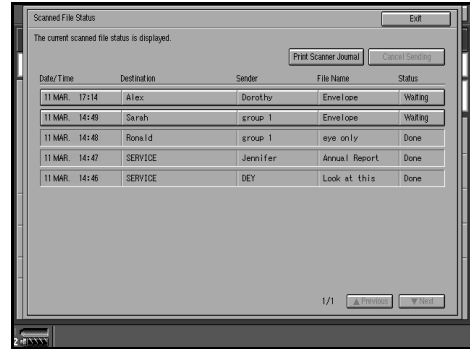 Scanned File Status Exit
The current scanned file status is displayed.
Print Scanner Journal Cancel Sending
Date/Time Destination Sender File Name Status
11 MAR. 17:14 Alex Dorothy Envelope Waiting
11 MAR. 14:49 Sarah group 1 Envelope Waiting
11 MAR. 14:48 Ronald group 1 eye only Done
11 MAR. 14:47 SERVICE Jennifer Annual Report Done
11 MAR. 14:46 SERVICE DEY Look at this Done
1/1 ▲ Previous ▼ Next
2